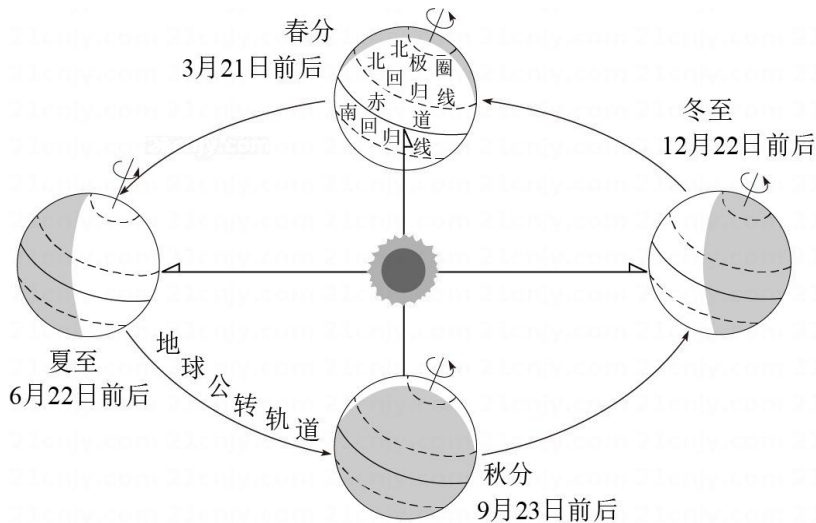 春分
3月21日前后
北极圈
北回归线
赤道
南回归线
冬至
12月22日前后
夏至
6月22日前后
地球公转轨道
秋分
9月23日前后
21cnjy.com